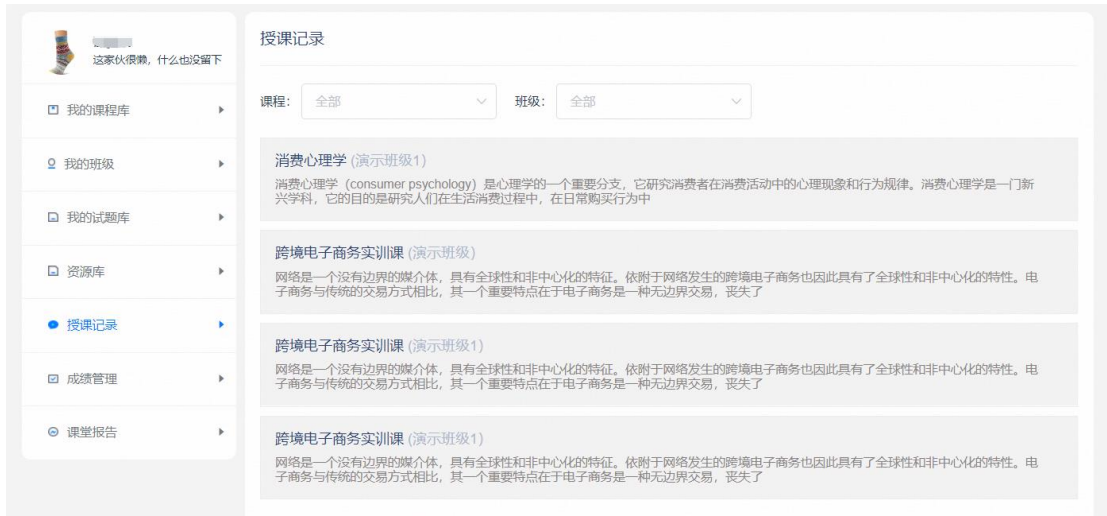 这家伙很懒，什么也没留下
我的课程库
我的班级
我的试题库
资源库
授课记录
成绩管理
课堂报告
授课记录
课程： 全部 班级： 全部
消费心理学 (演示班级1)
消费心理学（consumer psychology）是心理学的一个重要分支，它研究消费者在消费活动中的心理现象和行为规律。消费心理学是一门新
兴学科，它的目的是研究人们在生活消费过程中，在日常购买行为中
跨境电子商务实训课 (演示班级)
网络是一个没有边界的媒介体，具有全球性和非中心化的特征。依附于网络发生的跨境电子商务也因此具有了全球性和非中心化的特性。电
子商务与传统的交易方式相比，其一个重要特点在于电子商务是一种无边界交易，丧失了
跨境电子商务实训课 (演示班级1)
网络是一个没有边界的媒介体，具有全球性和非中心化的特征。依附于网络发生的跨境电子商务也因此具有了全球性和非中心化的特性。电
子商务与传统的交易方式相比，其一个重要特点在于电子商务是一种无边界交易，丧失了
跨境电子商务实训课 (演示班级1)
网络是一个没有边界的媒介体，具有全球性和非中心化的特征。依附于网络发生的跨境电子商务也因此具有了全球性和非中心化的特性。电
子商务与传统的交易方式相比，其一个重要特点在于电子商务是一种无边界交易，丧失了